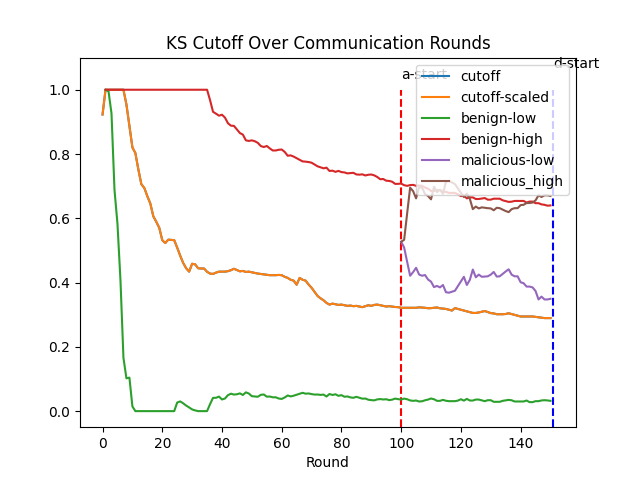 KS Cutoff Over Communication Rounds
d-start
a-start
cutoff
cutoff-scaled
benign-low
benign-high
malicious-low
malicious_high
1.0
0.8
0.6
0.4
0.2
0.0
0 20 40 60 80 100 120 140
Round